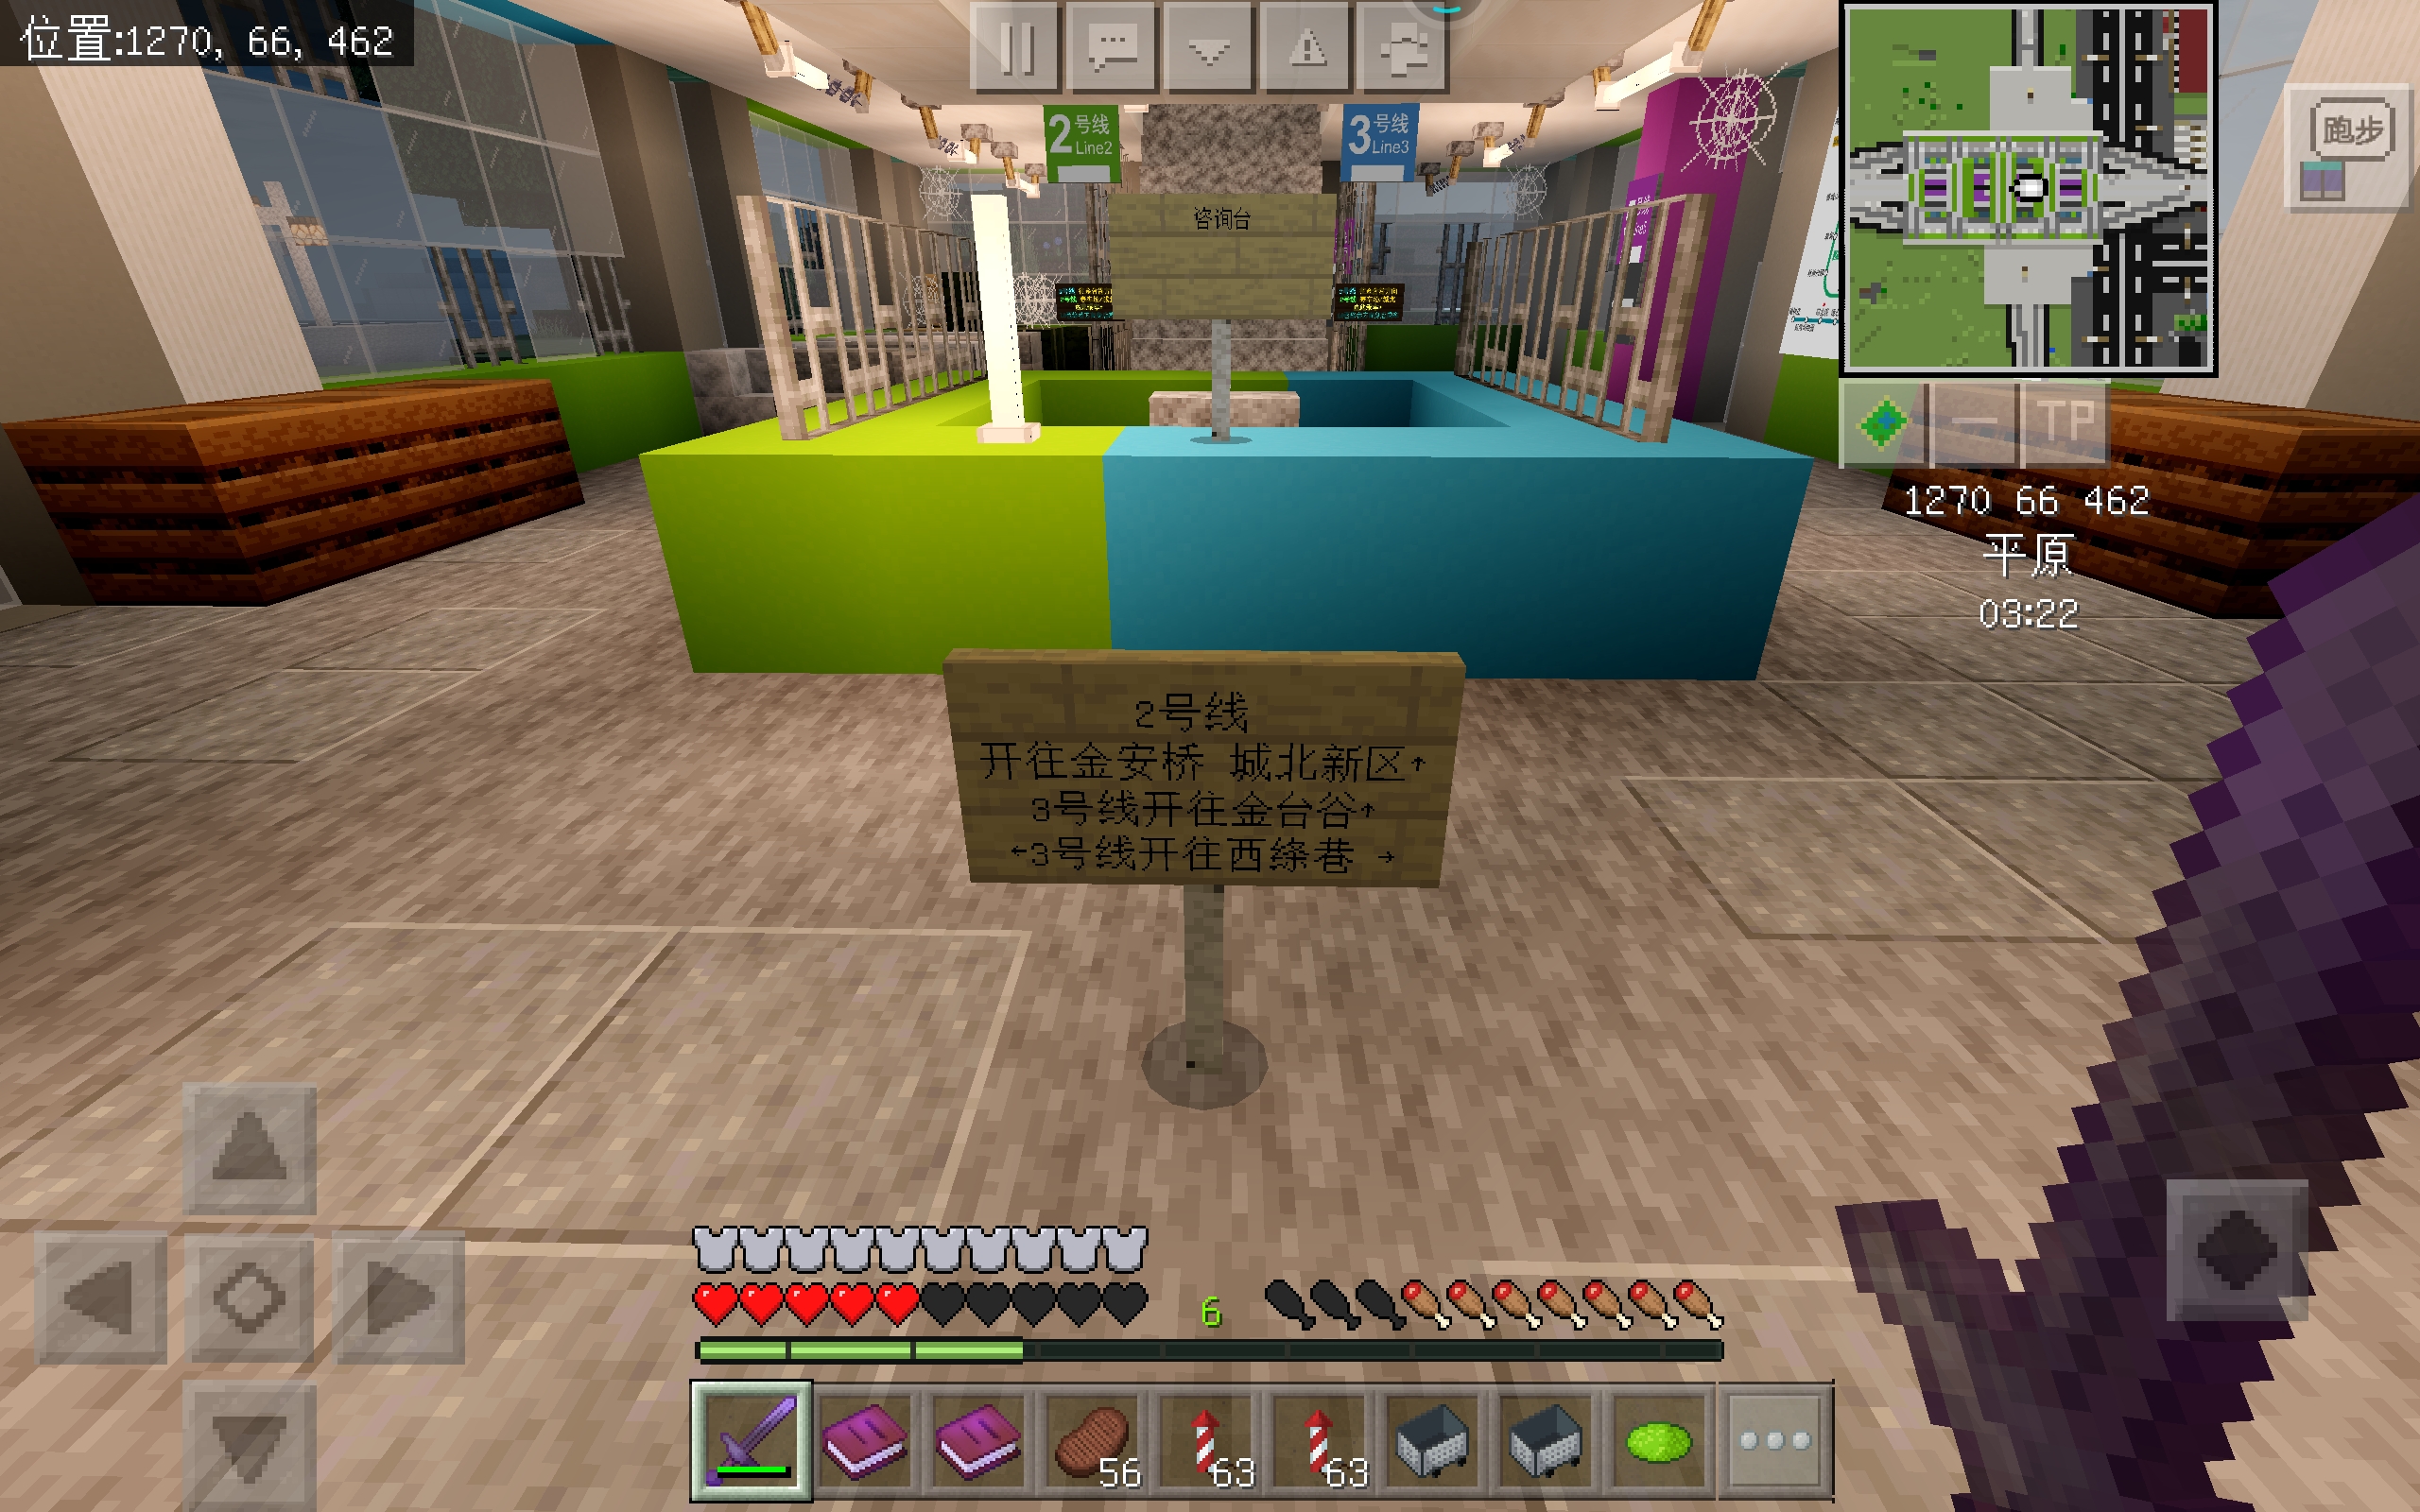 位置:1270, 66, 462
跑步
2号线
Line2
3号线
Line3
咨询台
TP
1270 66 462
平原
03:22
2号线
开往金安桥 城北新区↑
3号线开往金台谷↑
←3号线开往西绦巷 →
6
56
63
63